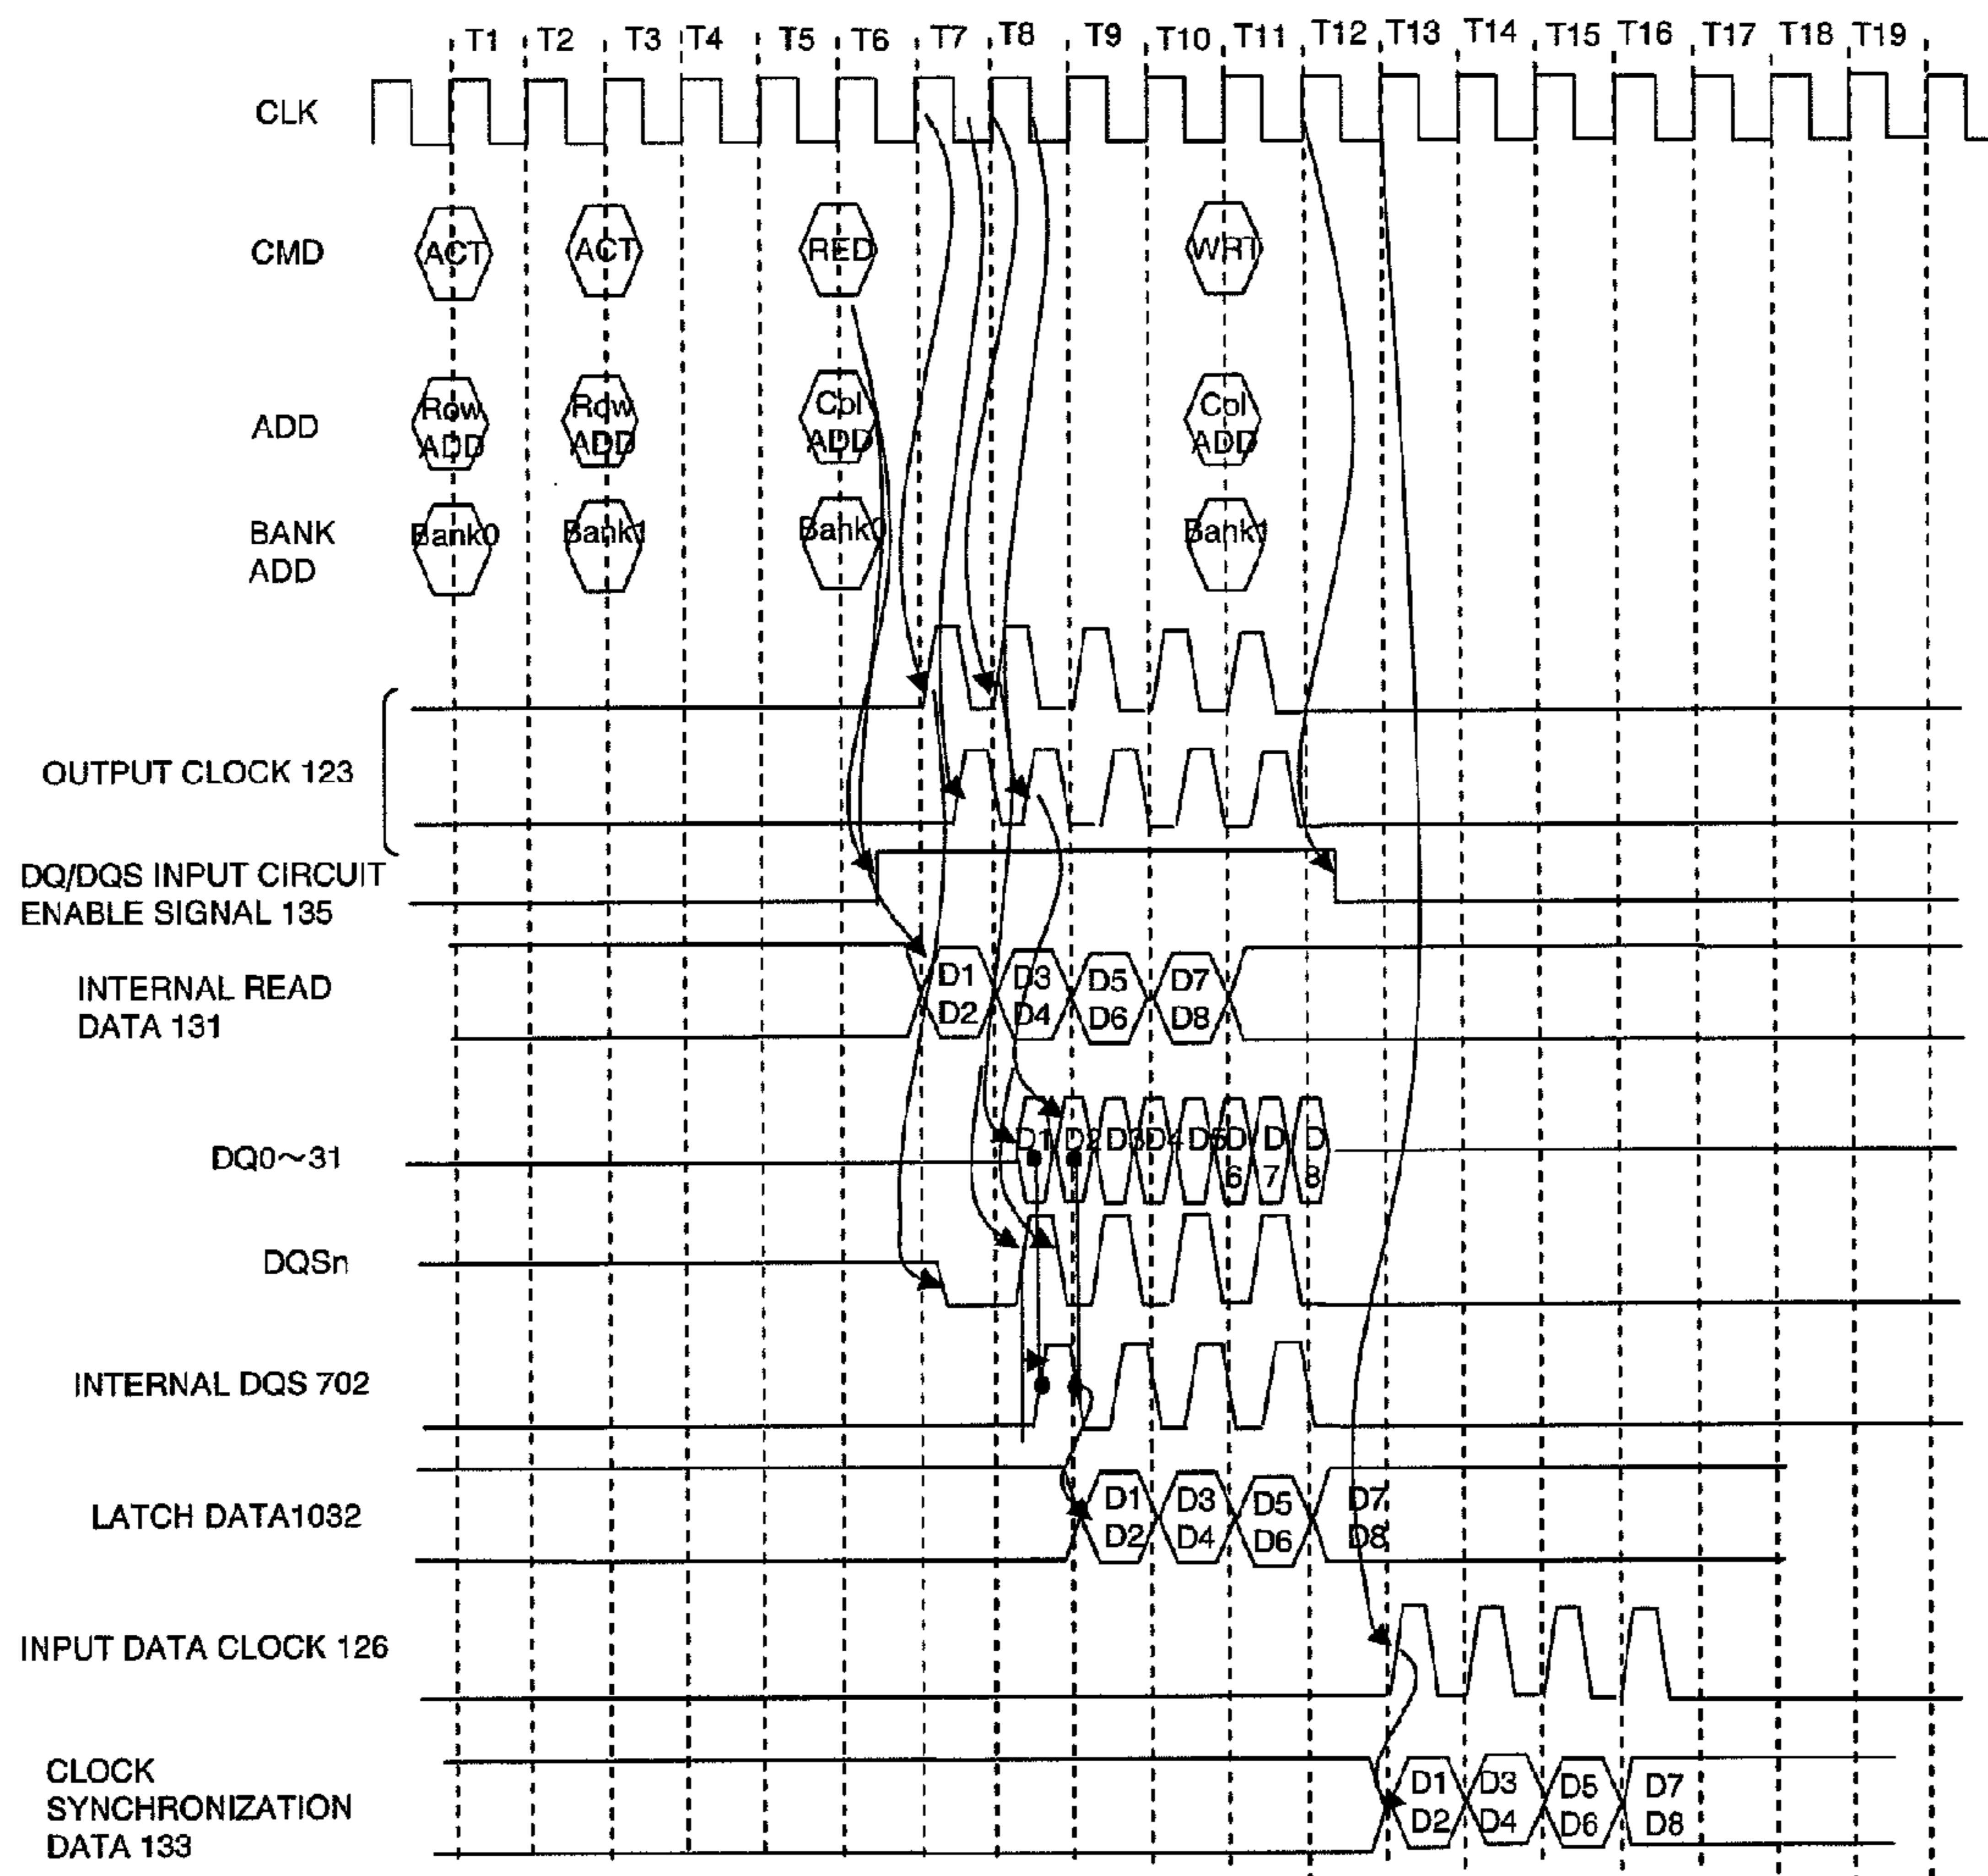 T1 T2 T3 T4 T5 T6 T7 T8 T9 T10 T11 T12 T13 T14 T15 T16 T17 T18 T19
CLK
CMD ACT ACT RED WRT
ADD Row ADD Row ADD Col ADD Col ADD
BANK ADD Bank0 Bank1 Bank0 Bank1
OUTPUT CLOCK 123
DQ/DQS INPUT CIRCUIT
ENABLE SIGNAL 135
INTERNAL READ
DATA 131
D1 D3 D5 D7
D2 D4 D6 D8
DQ0~31 D1 D2 D3 D4 D5 D6 D7 D8
DQSn
INTERNAL DQS 702
LATCH DATA1032
D1 D3 D5 D7
D2 D4 D6 D8
INPUT DATA CLOCK 126
CLOCK
SYNCHRONIZATION
DATA 133
D1 D3 D5 D7
D2 D4 D6 D8